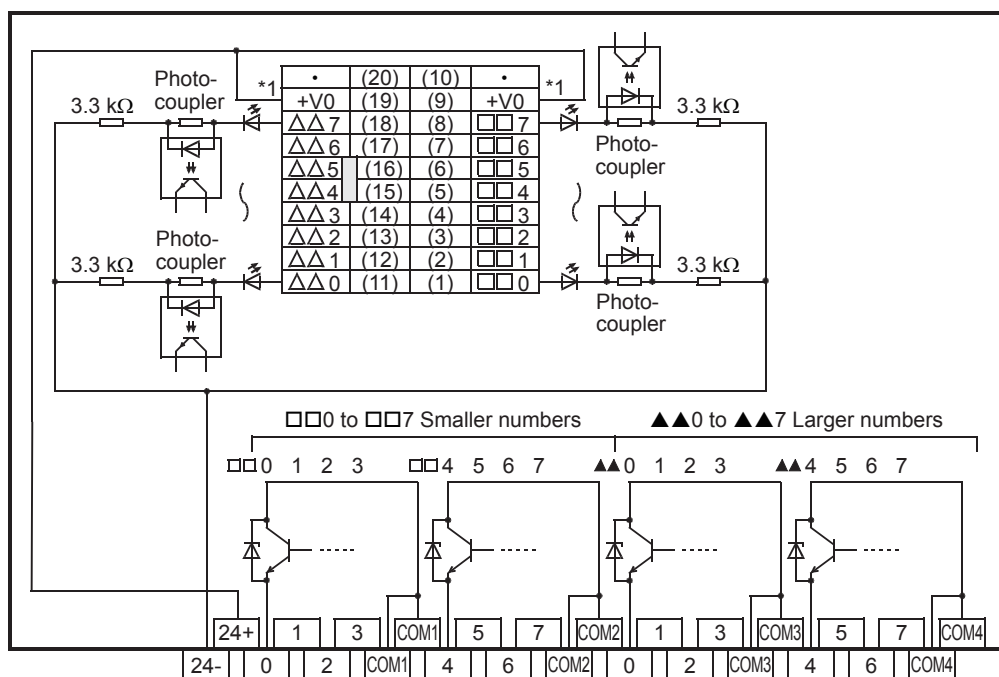 Photo-
coupler
3.3 kΩ
*1
• (20) (10) •
+V0 (19) (9) +V0
△△7 (18) (8) □□7
△△6 (17) (7) □□6
△△5 (16) (6) □□5
△△4 (15) (5) □□4
△△3 (14) (4) □□3
△△2 (13) (3) □□2
△△1 (12) (2) □□1
△△0 (11) (1) □□0
*1
3.3 kΩ
Photo-
coupler
Photo-
coupler
3.3 kΩ
3.3 kΩ
Photo-
coupler
□□0 to □□7 Smaller numbers ▲▲0 to ▲▲7 Larger numbers
□□0 1 2 3 □□4 5 6 7 ▲▲0 1 2 3 ▲▲4 5 6 7
24+ 1 3 COM1 5 7 COM2 1 3 COM3 5 7 COM4
24- 0 2 COM1 4 6 COM2 0 2 COM3 4 6 COM4